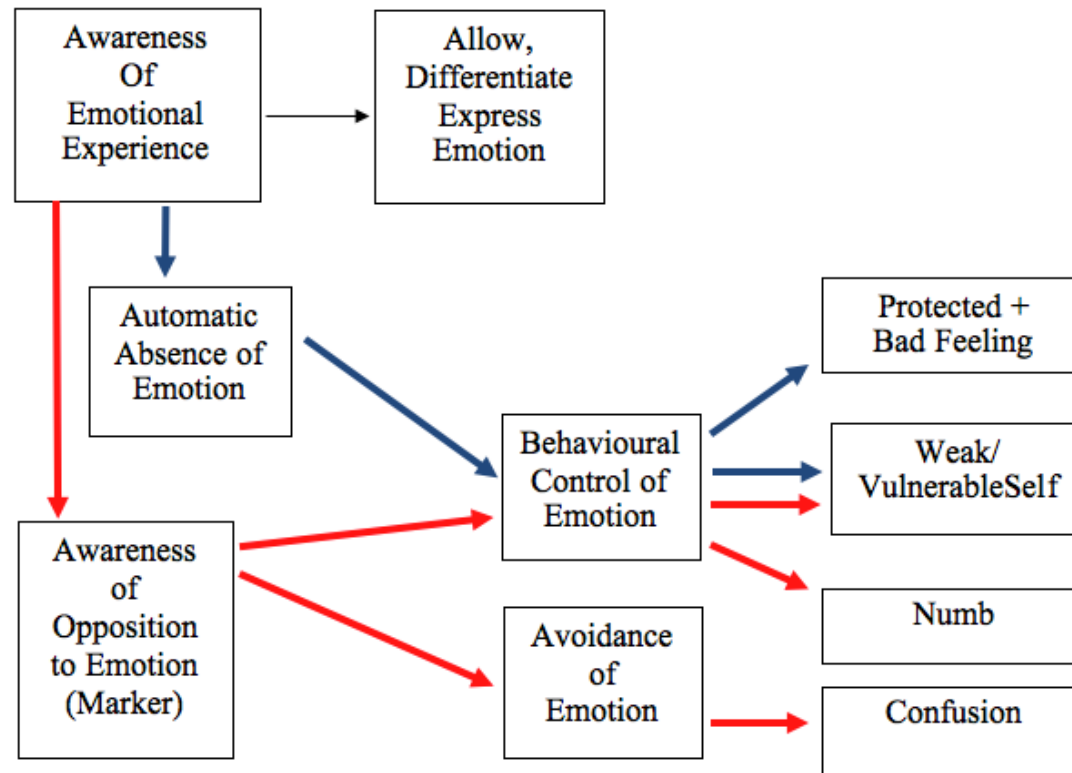 Awareness
Of
Emotional
Experience
Allow,
Differentiate
Express
Emotion
Automatic
Absence of
Emotion
Protected +
Bad Feeling
Behavioural
Control of
Emotion
Weak/
VulnerableSelf
Awareness
of
Opposition
to Emotion
(Marker)
Avoidance
of
Emotion
Numb
Confusion